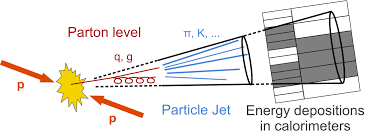 Parton level
π, K, ...
q, g
p
p
Particle Jet
Energy depositions
in calorimeters